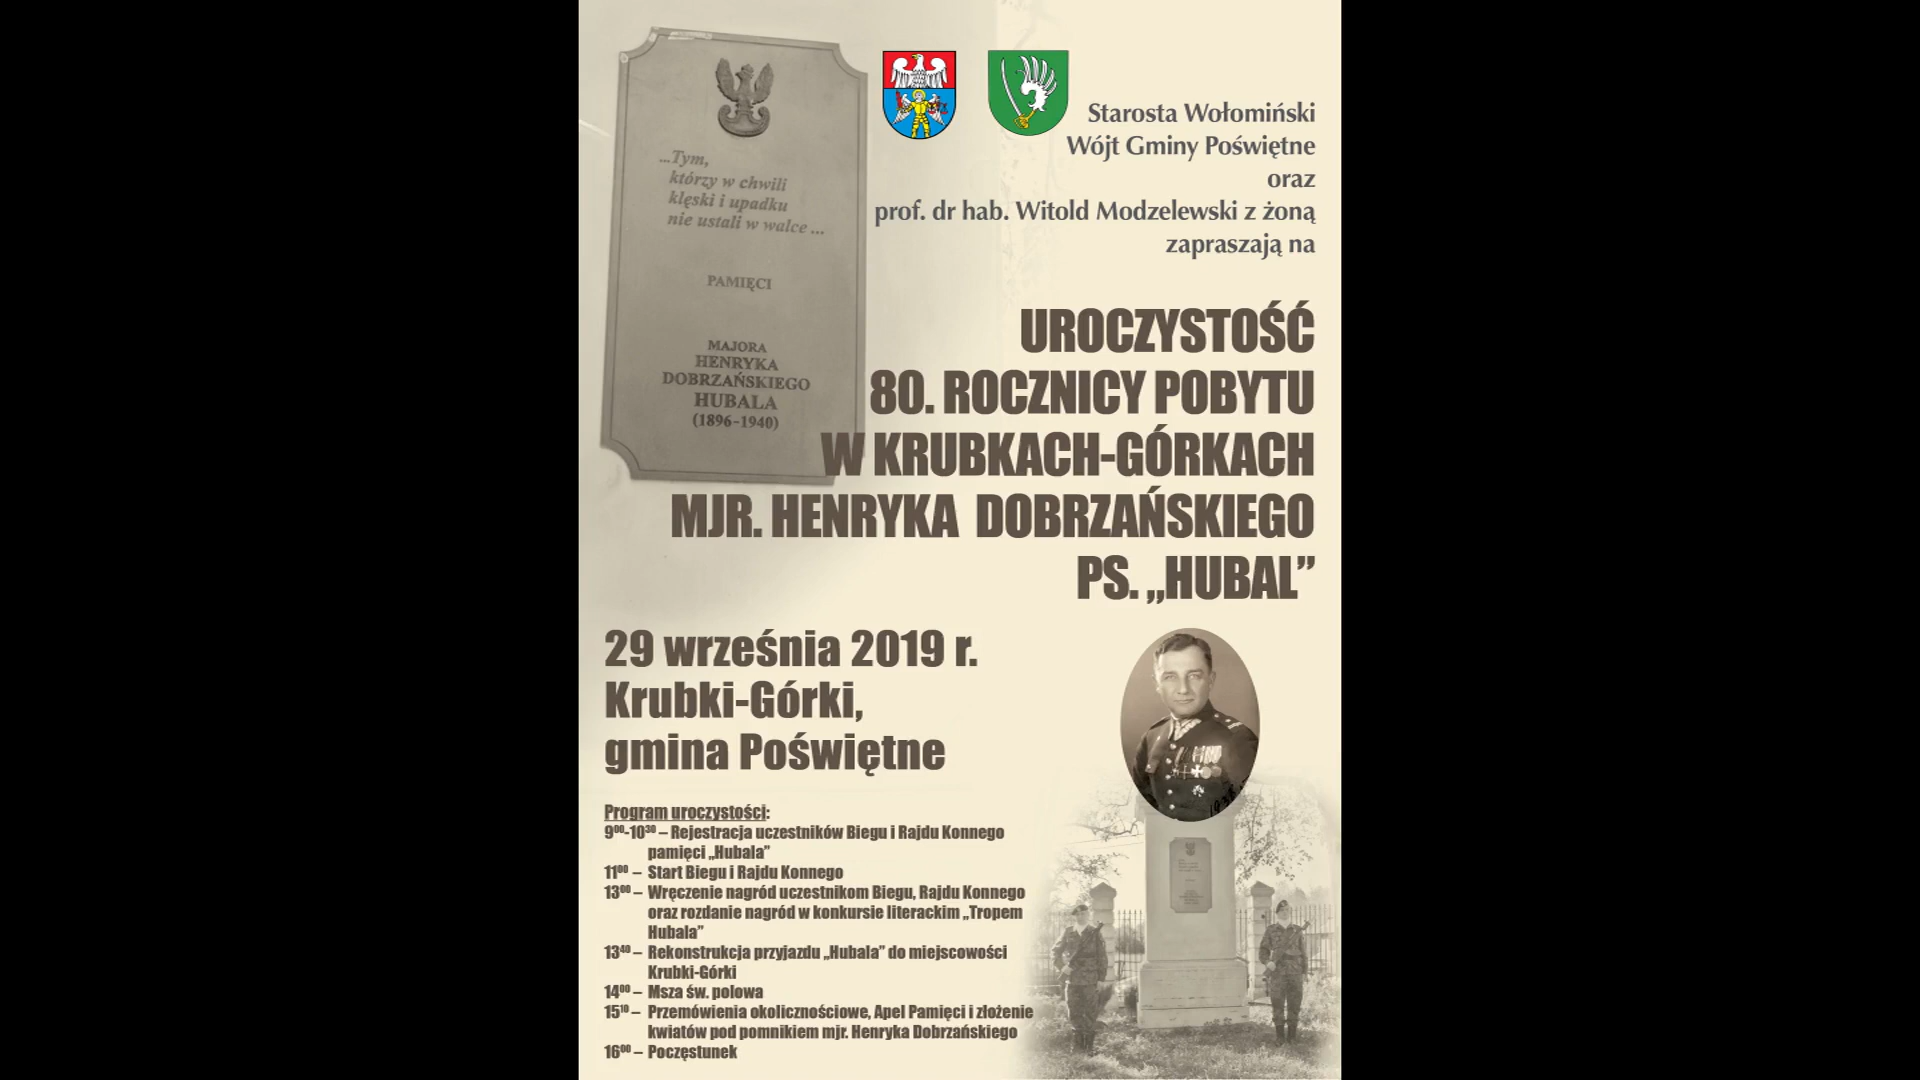 ...Tym,
którzy w chwili
klęski i upadku
nie ustali w walce ...
PAMIĘCI
MAJORA
HENRYKA
DOBRZAŃSKIEGO
HUBALA
(1896-1940)
Starosta Wołomiński
Wójt Gminy Poświętne
oraz
prof. dr hab. Witold Modzelewski z żoną
zapraszają na
UROCZYSTOŚĆ
80. ROCZNICY POBYTU
W KRUBKACH-GÓRKACH
MJR. HENRYKA DOBRZAŃSKIEGO
PS. „HUBAL”
29 września 2019 r.
Krubki-Górki,
gmina Poświętne
1938
Program uroczystości:
9⁰⁰-10³⁰ – Rejestracja uczestników Biegu i Rajdu Konnego
pamięci „Hubala”
11⁰⁰ – Start Biegu i Rajdu Konnego
13⁰⁰ – Wręczenie nagród uczestnikom Biegu, Rajdu Konnego
oraz rozdanie nagród w konkursie literackim „Tropem
Hubala”
13⁴⁰ – Rekonstrukcja przyjazdu „Hubala” do miejscowości
Krubki-Górki
14⁰⁰ – Msza św. polowa
15¹⁰ – Przemówienia okolicznościowe, Apel Pamięci i złożenie
kwiatów pod pomnikiem mjr. Henryka Dobrzańskiego
16⁰⁰ – Poczęstunek